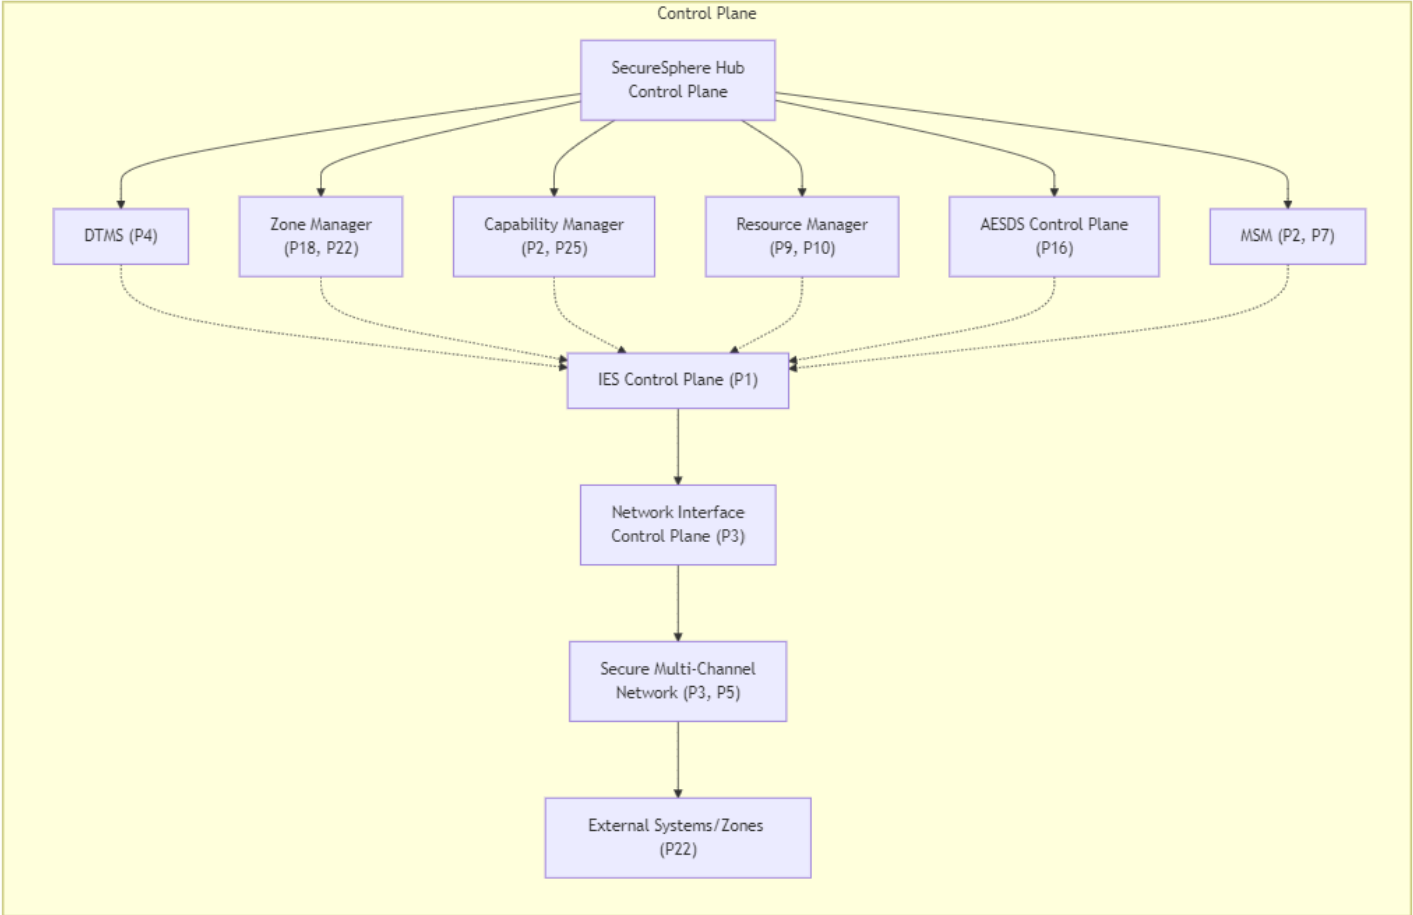 Control Plane
SecureSphere Hub
Control Plane
DTMS (P4)
Zone Manager
(P18, P22)
Capability Manager
(P2, P25)
Resource Manager
(P9, P10)
AESDS Control Plane
(P16)
MSM (P2, P7)
IES Control Plane (P1)
Network Interface
Control Plane (P3)
Secure Multi-Channel
Network (P3, P5)
External Systems/Zones
(P22)